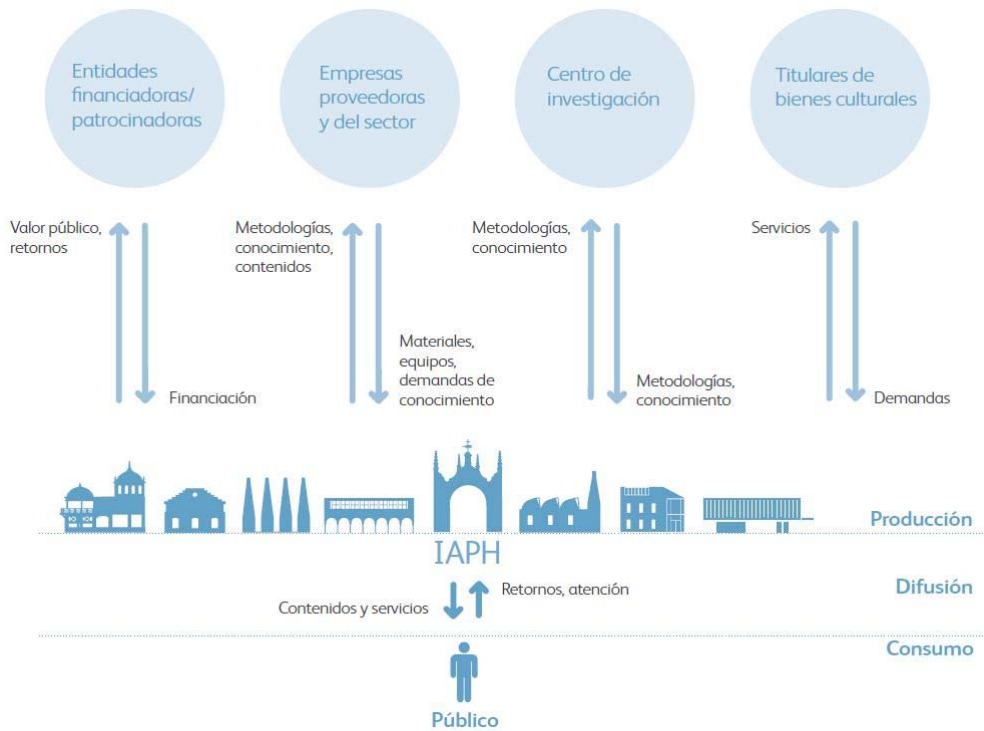 Entidades
financiadoras/
patrocinadoras
Empresas
proveedoras
y del sector
Centro de
investigación
Titulares de
bienes culturales
Valor público,
retornos
Metodologías,
conocimiento,
contenidos
Metodologías,
conocimiento
Servicios
Financiación
Materiales,
equipos,
demandas de
conocimiento
Metodologías,
conocimiento
Demandas
Producción
IAPH
Difusión
Contenidos y servicios
Retornos, atención
Consumo
Público